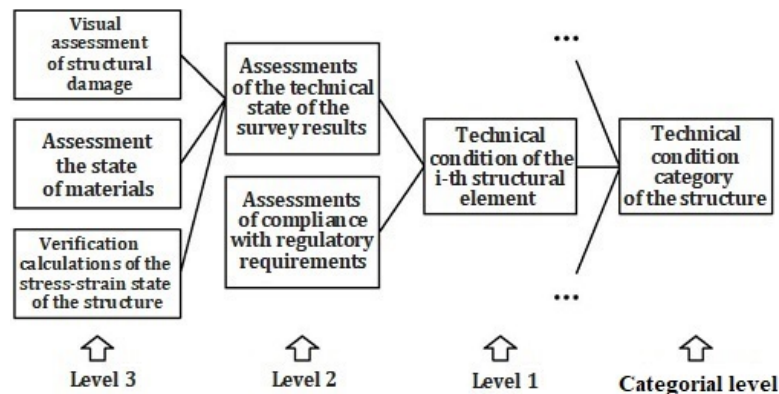 Visual
assessment
of structural
damage
Assessment
the state
of materials
Verification
calculations of the
stress-strain state
of the structure
Assessments
of the technical
state of the
survey results
Assessments
of compliance
with regulatory
requirements
Technical
condition of the
i-th structural
element
...
...
Technical
condition
category
of the structure
Level 3
Level 2
Level 1
Categorial level